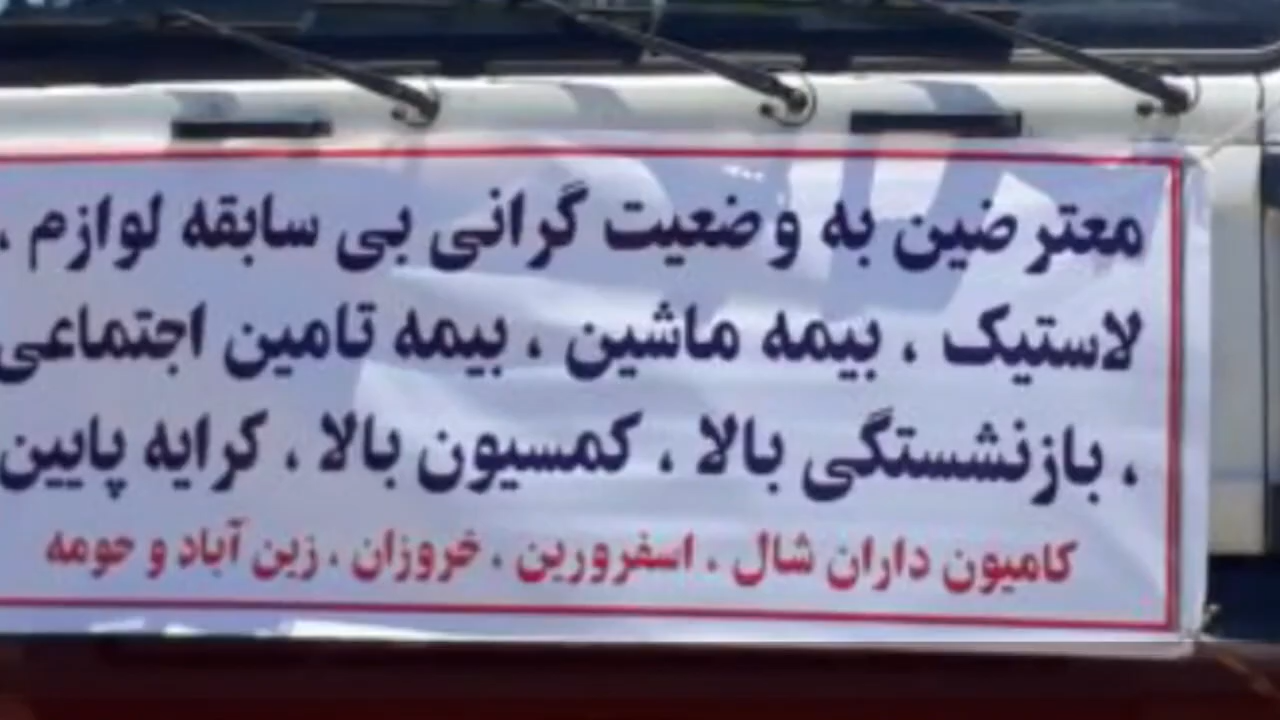 معترضین به وضعیت گرانی بی سابقه لوازم ،
لاستیک ، بیمه ماشین ، بیمه تامین اجتماعی
، بازنشستگی بالا ، کمسیون بالا ، کرایه پایین
کامیون داران شال ، اسفرورین ، خروزان ، زین آباد و حومه